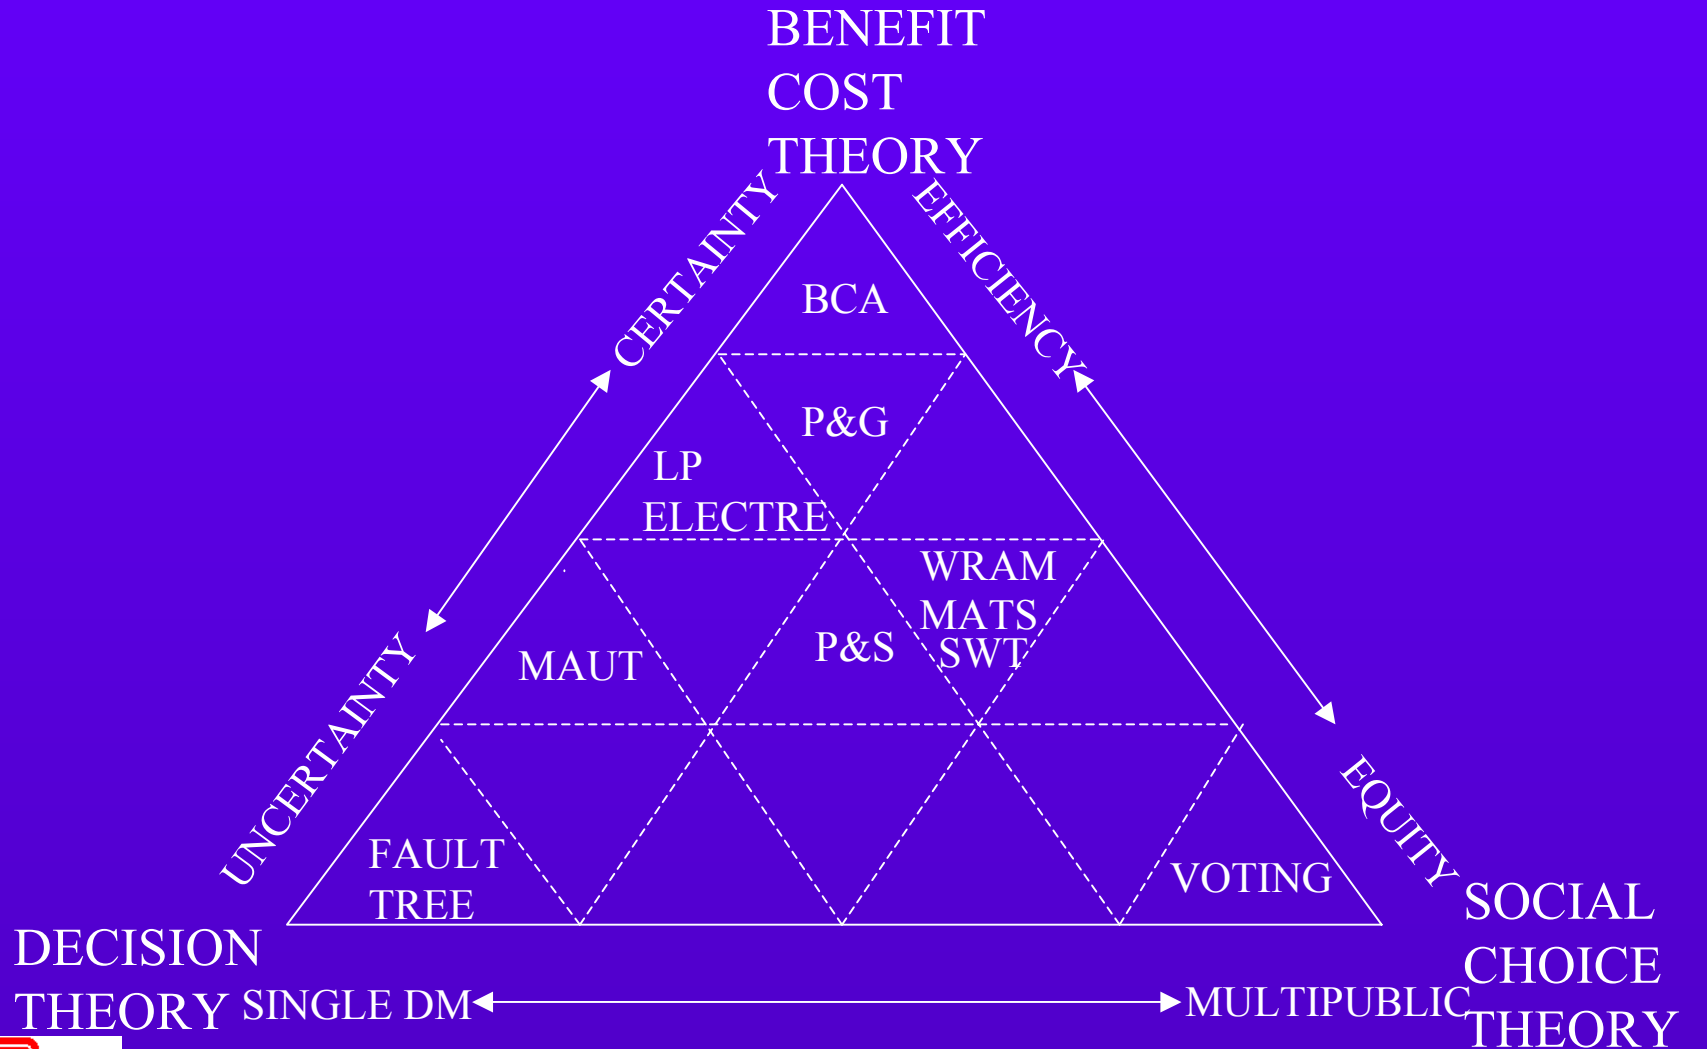 BENEFIT
COST
THEORY
CERTAINTY
EFFICIENCY
BCA
P&G
LP
ELECTRE
WRAM
MATS
SWT
P&S
MAUT
UNCERTAINTY
EQUITY
FAULT
TREE
VOTING
DECISION
THEORY
SINGLE DM
MULTIPUBLIC
SOCIAL
CHOICE
THEORY